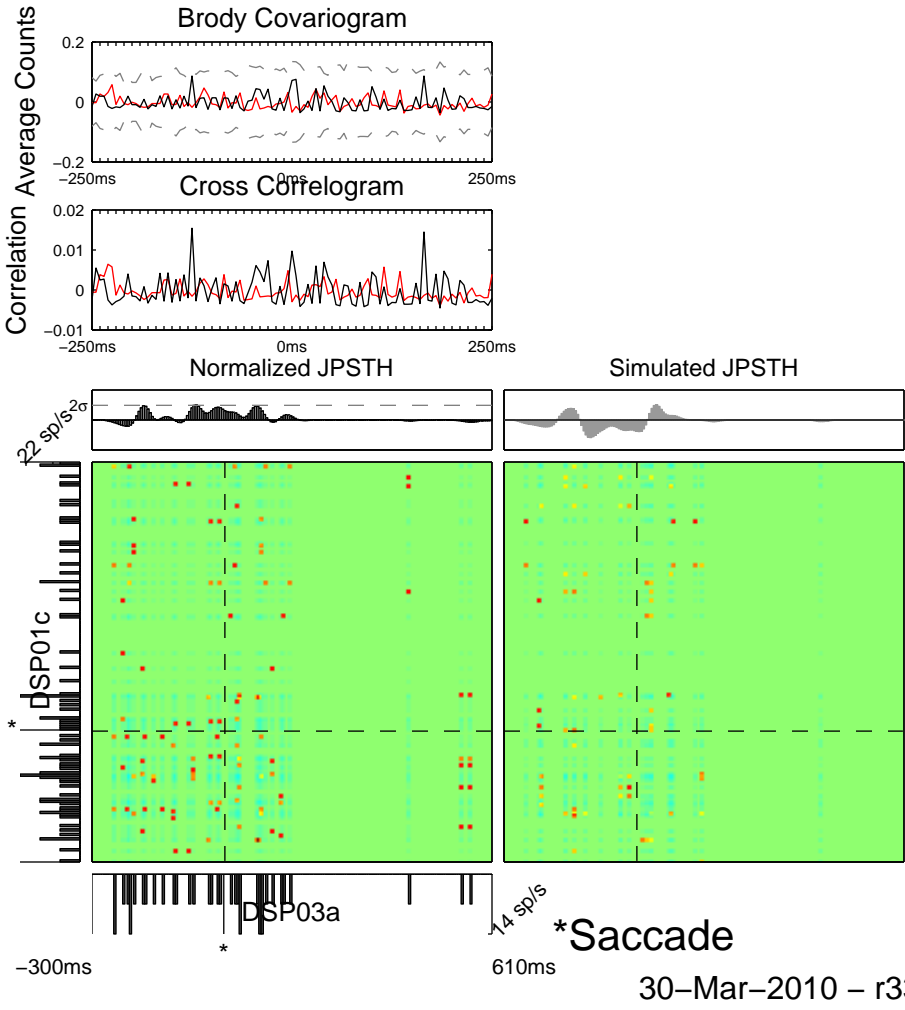 Brody Covariogram
Average Counts
0.2
0
−0.2
−250ms
0ms
250ms
Cross Correlogram
Correlation
0.02
0.01
0
−0.01
−250ms
0ms
250ms
Normalized JPSTH
Simulated JPSTH
2σ
22 sp/s
DSP01c
*
DSP03a
*
14 sp/s
−300ms
610ms
*Saccade
30−Mar−2010 − r